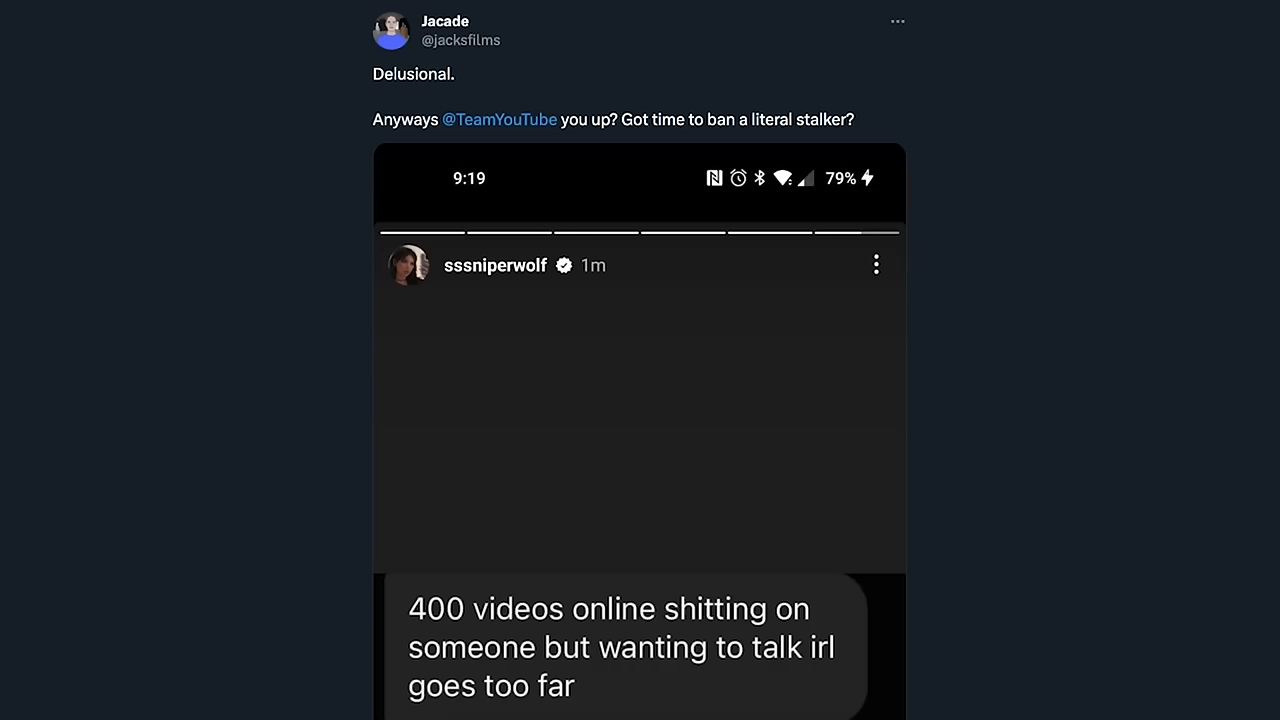 Jacade
@jacksfilms
Delusional.
Anyways @TeamYouTube you up? Got time to ban a literal stalker?
9:19
79%
sssniperwolf 1m
400 videos online shitting on
someone but wanting to talk irl
goes too far